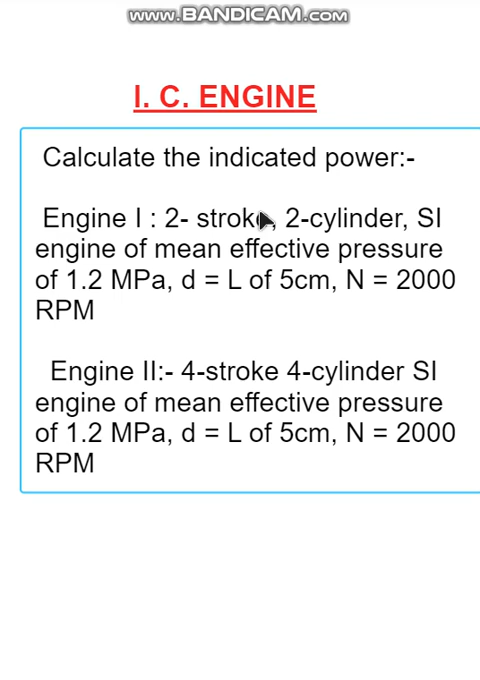 www.BANDICAM.com
I. C. ENGINE
Calculate the indicated power:-
Engine I : 2- stroke, 2-cylinder, SI
engine of mean effective pressure
of 1.2 MPa, d = L of 5cm, N = 2000
RPM
Engine II:- 4-stroke 4-cylinder SI
engine of mean effective pressure
of 1.2 MPa, d = L of 5cm, N = 2000
RPM